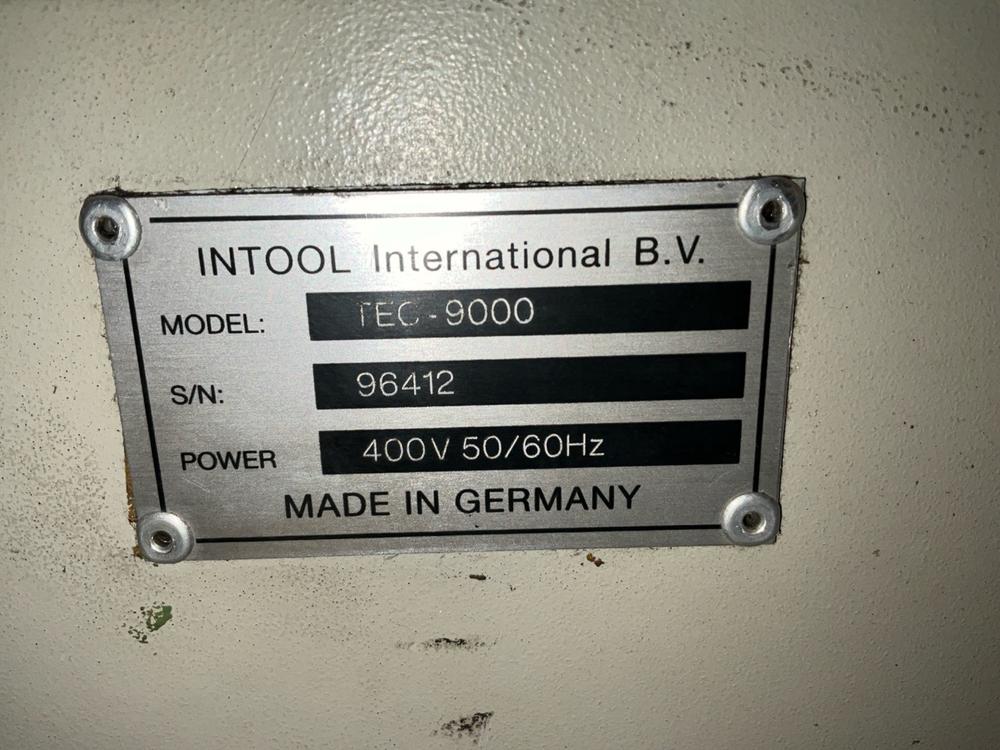 INTOOL International B.V.
MODEL: TEC-9000
S/N: 96412
POWER 400V 50/60Hz
MADE IN GERMANY